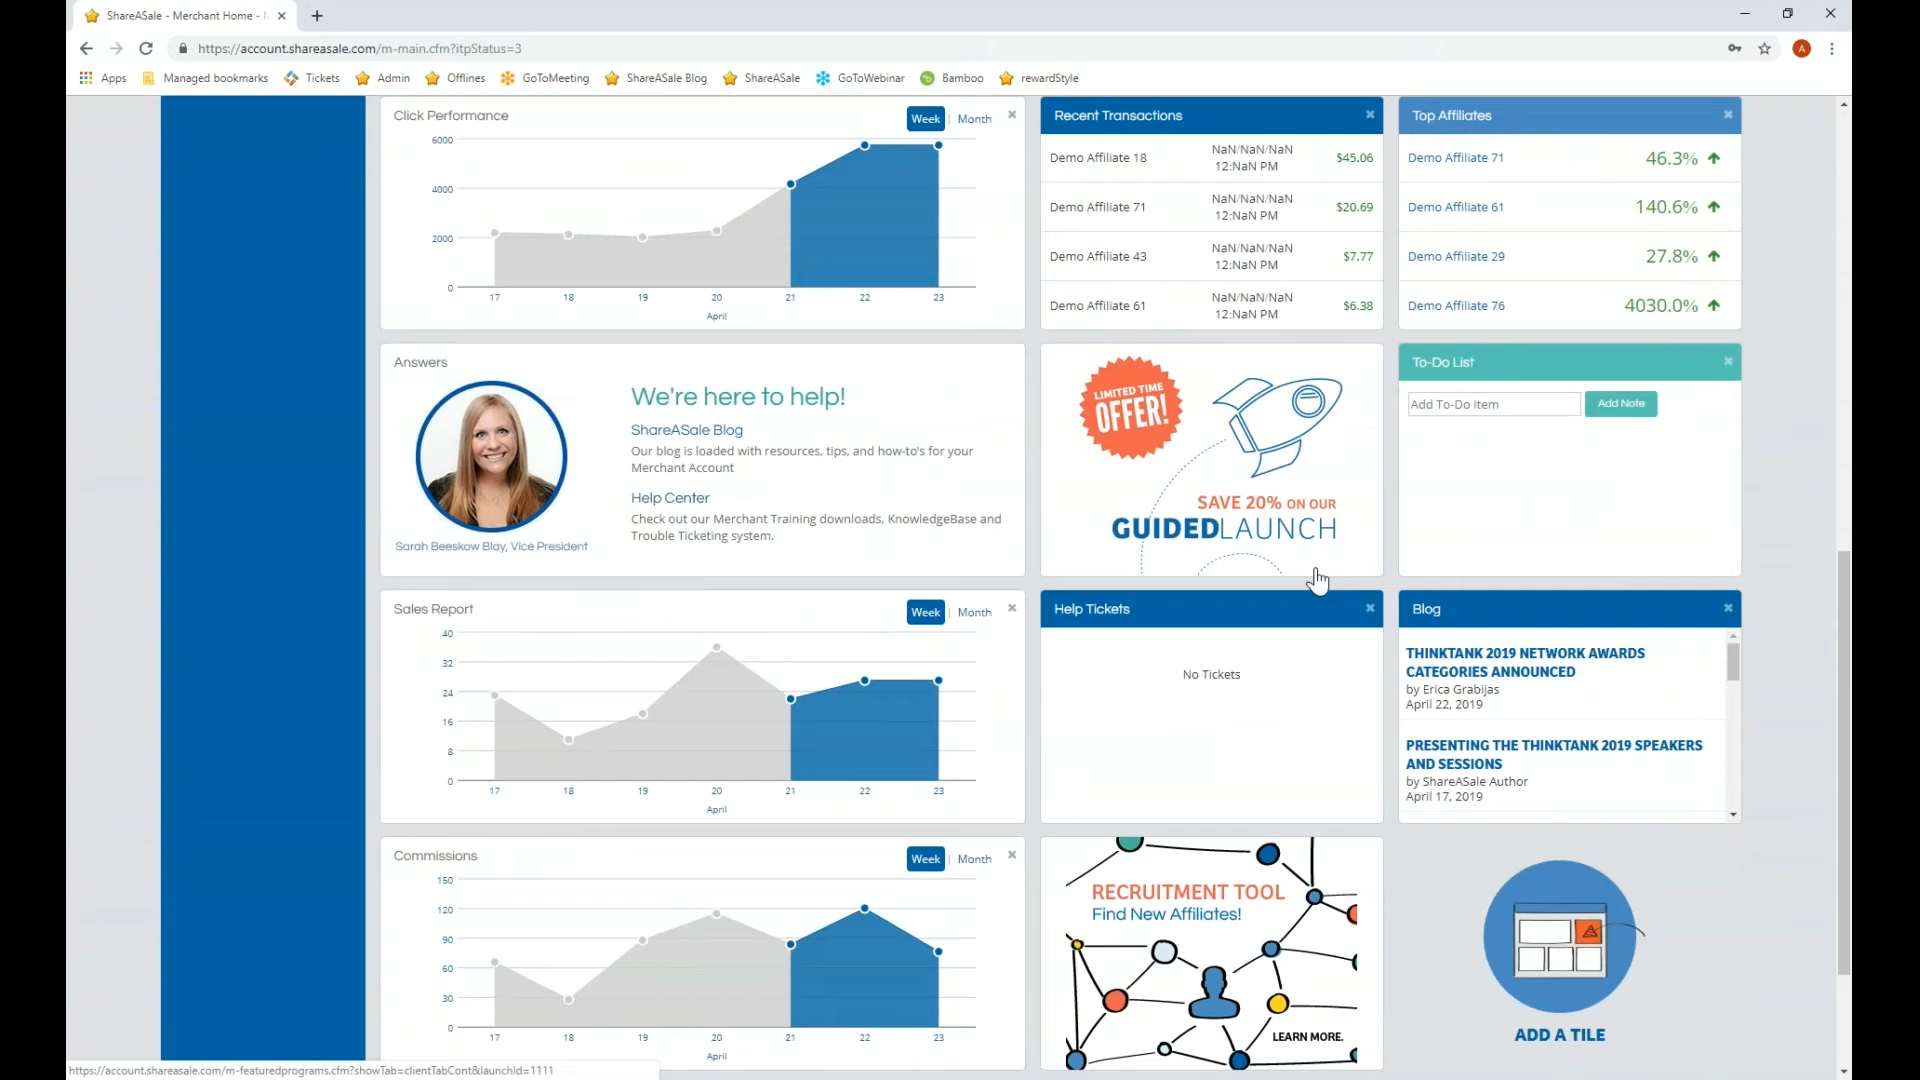 ShareASale - Merchant Home -
https://account.shareasale.com/m-main.cfm?itpStatus=3
A
Apps
Managed bookmarks
Tickets
Admin
Offlines
GoToMeeting
ShareASale Blog
ShareASale
GoToWebinar
Bamboo
rewardStyle
Click Performance
Week | Month
6000
4000
2000
0
17 18 19 20 21 22 23
April
Recent Transactions
Demo Affiliate 18 NaN/NaN/NaN 12:NaN PM $45.06
Demo Affiliate 71 NaN/NaN/NaN 12:NaN PM $20.69
Demo Affiliate 43 NaN/NaN/NaN 12:NaN PM $7.77
Demo Affiliate 61 NaN/NaN/NaN 12:NaN PM $6.38
Top Affiliates
Demo Affiliate 71 46.3%
Demo Affiliate 61 140.6%
Demo Affiliate 29 27.8%
Demo Affiliate 76 4030.0%
Answers
Sarah Beeskow Blay, Vice President
We're here to help!
ShareASale Blog
Our blog is loaded with resources, tips, and how-to's for your
Merchant Account
Help Center
Check out our Merchant Training downloads, KnowledgeBase and
Trouble Ticketing system.
LIMITED TIME
OFFER!
SAVE 20% ON OUR
GUIDEDLAUNCH
To-Do List
Add To-Do Item
Add Note
Sales Report
Week | Month
40
32
24
16
8
0
17 18 19 20 21 22 23
April
Help Tickets
No Tickets
Blog
THINKTANK 2019 NETWORK AWARDS
CATEGORIES ANNOUNCED
by Erica Grabijas
April 22, 2019
PRESENTING THE THINKTANK 2019 SPEAKERS
AND SESSIONS
by ShareASale Author
April 17, 2019
Commissions
Week | Month
150
120
90
60
30
0
17 18 19 20 21 22 23
April
RECRUITMENT TOOL
Find New Affiliates!
LEARN MORE.
ADD A TILE
https://account.shareasale.com/m-featuredprograms.cfm?showTab=clientTabCont&launchId=1111